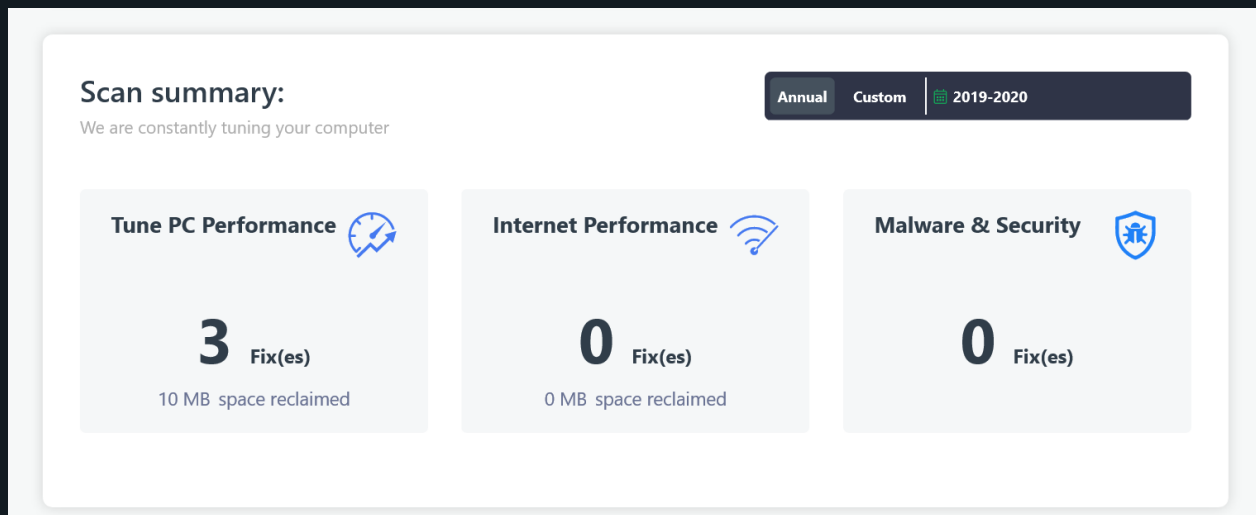 Scan summary:
We are constantly tuning your computer
Annual Custom 2019-2020
Tune PC Performance
3 Fix(es)
10 MB space reclaimed
Internet Performance
0 Fix(es)
0 MB space reclaimed
Malware & Security
0 Fix(es)